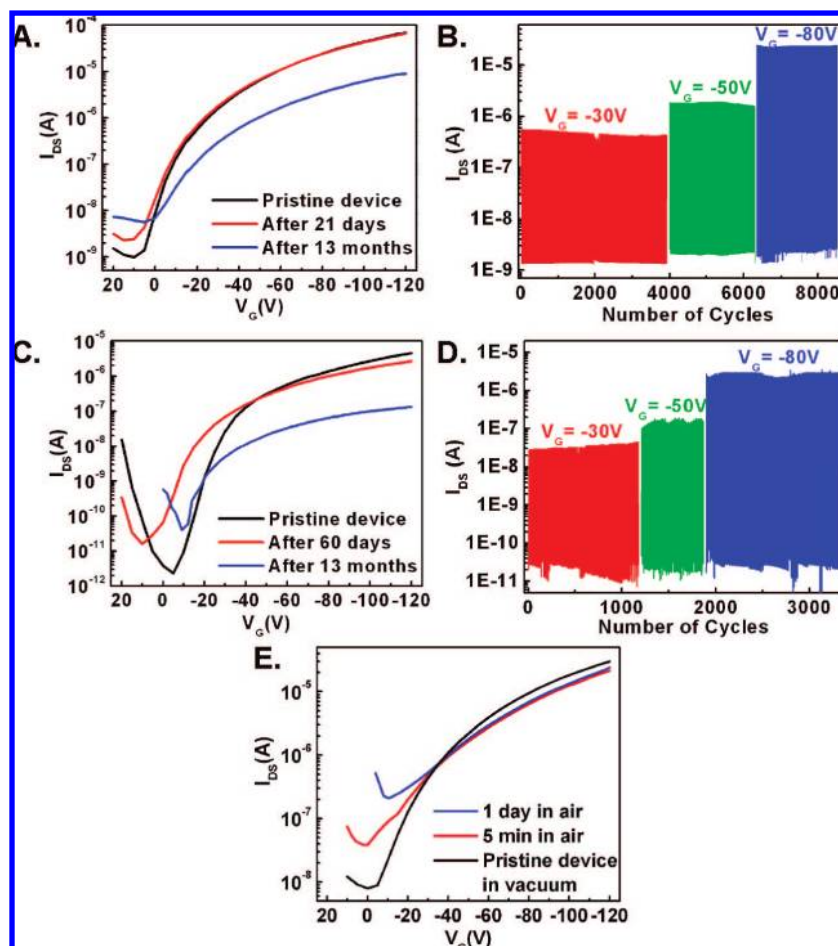 A.
10^-4
10^-5
10^-6
10^-7
10^-8
10^-9
I_DS(A)
Pristine device
After 21 days
After 13 months
20 0 -20 -40 -60 -80 -100 -120
V_G(V)
B.
1E-5
1E-6
1E-7
1E-8
1E-9
I_DS (A)
V_G = -30V
V_G = -50V
V_G = -80V
0 2000 4000 6000 8000
Number of Cycles
C.
10^-5
10^-6
10^-7
10^-8
10^-9
10^-10
10^-11
10^-12
I_DS(A)
Pristine device
After 60 days
After 13 months
20 0 -20 -40 -60 -80 -100 -120
V_G(V)
D.
1E-5
1E-6
1E-7
1E-8
1E-9
1E-10
1E-11
I_DS (A)
V_G = -30V
V_G = -50V
V_G = -80V
0 1000 2000 3000
Number of Cycles
E.
10^-5
10^-6
10^-7
10^-8
I_DS(A)
1 day in air
5 min in air
Pristine device
in vacuum
20 0 -20 -40 -60 -80 -100 -120
V_G(V)